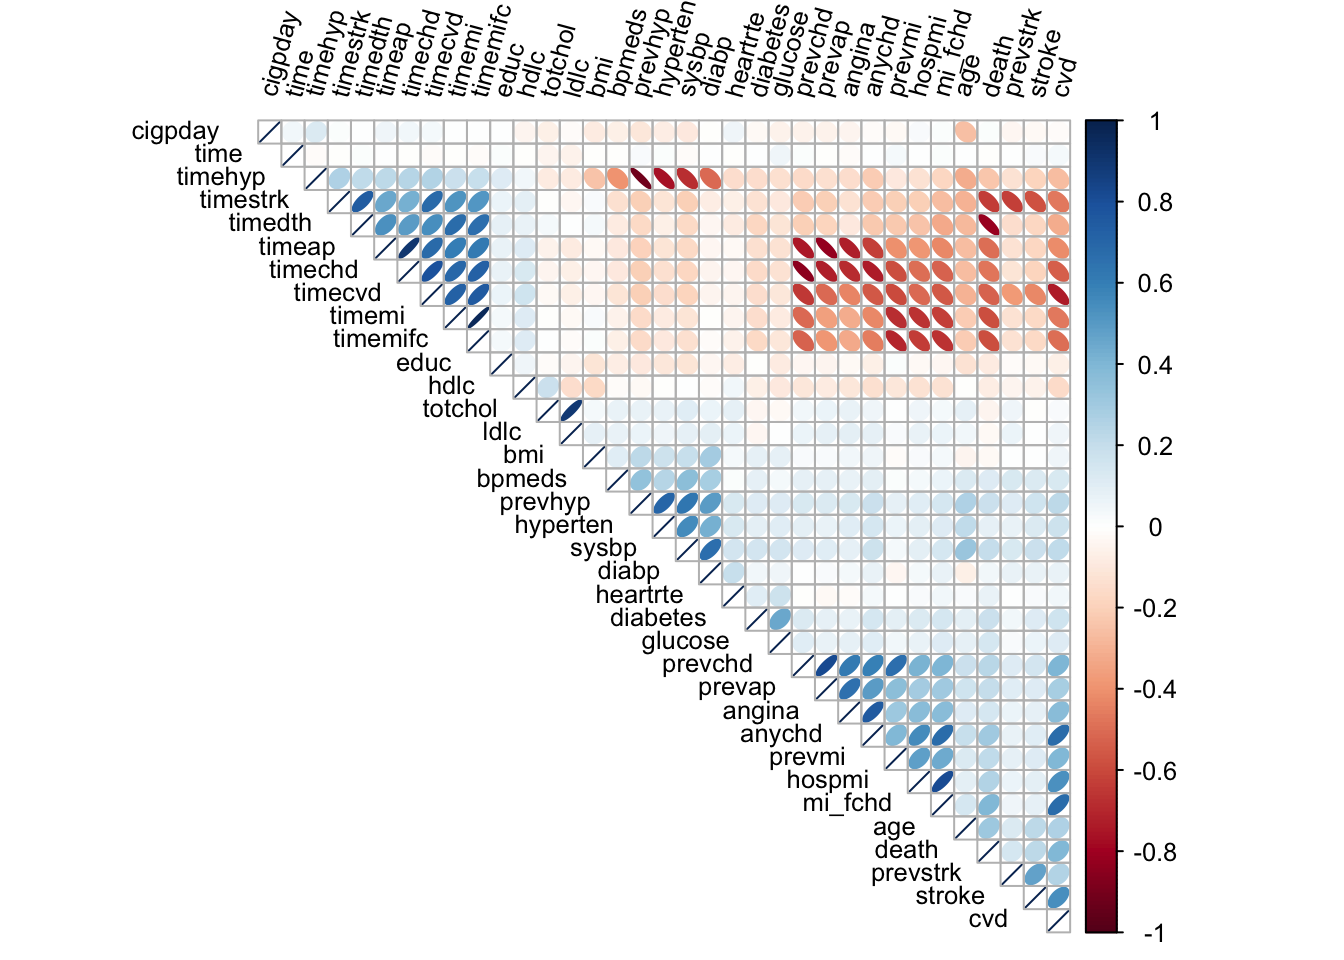 cigpday
time
timehyp
timestrk
timedth
timeap
timechd
timecvd
timemi
timemifc
educ
hdlc
totchol
ldlc
bmi
bpmeds
prevhyp
hyperten
sysbp
diabp
heartrte
diabetes
glucose
prevchd
prevap
angina
anychd
prevmi
hospmi
mi_fchd
age
death
prevstrk
stroke
cvd
cigpday
time
timehyp
timestrk
timedth
timeap
timechd
timecvd
timemi
timemifc
educ
hdlc
totchol
ldlc
bmi
bpmeds
prevhyp
hyperten
sysbp
diabp
heartrte
diabetes
glucose
prevchd
prevap
angina
anychd
prevmi
hospmi
mi_fchd
age
death
prevstrk
stroke
cvd
1
0.8
0.6
0.4
0.2
0
-0.2
-0.4
-0.6
-0.8
-1